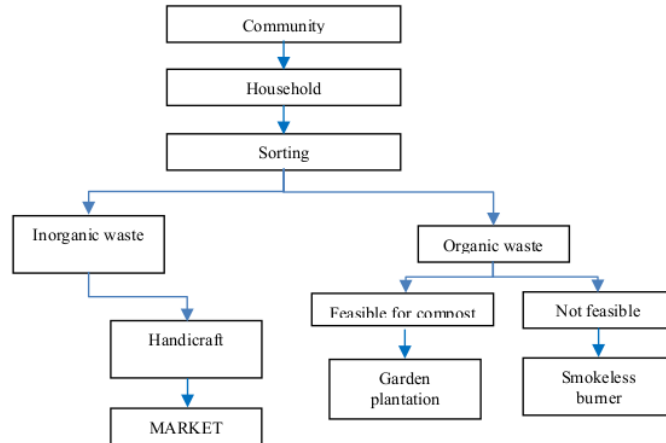 Community
Household
Sorting
Inorganic waste
Organic waste
Feasible for compost
Not feasible
Handicraft
Garden
plantation
Smokeless
burner
MARKET